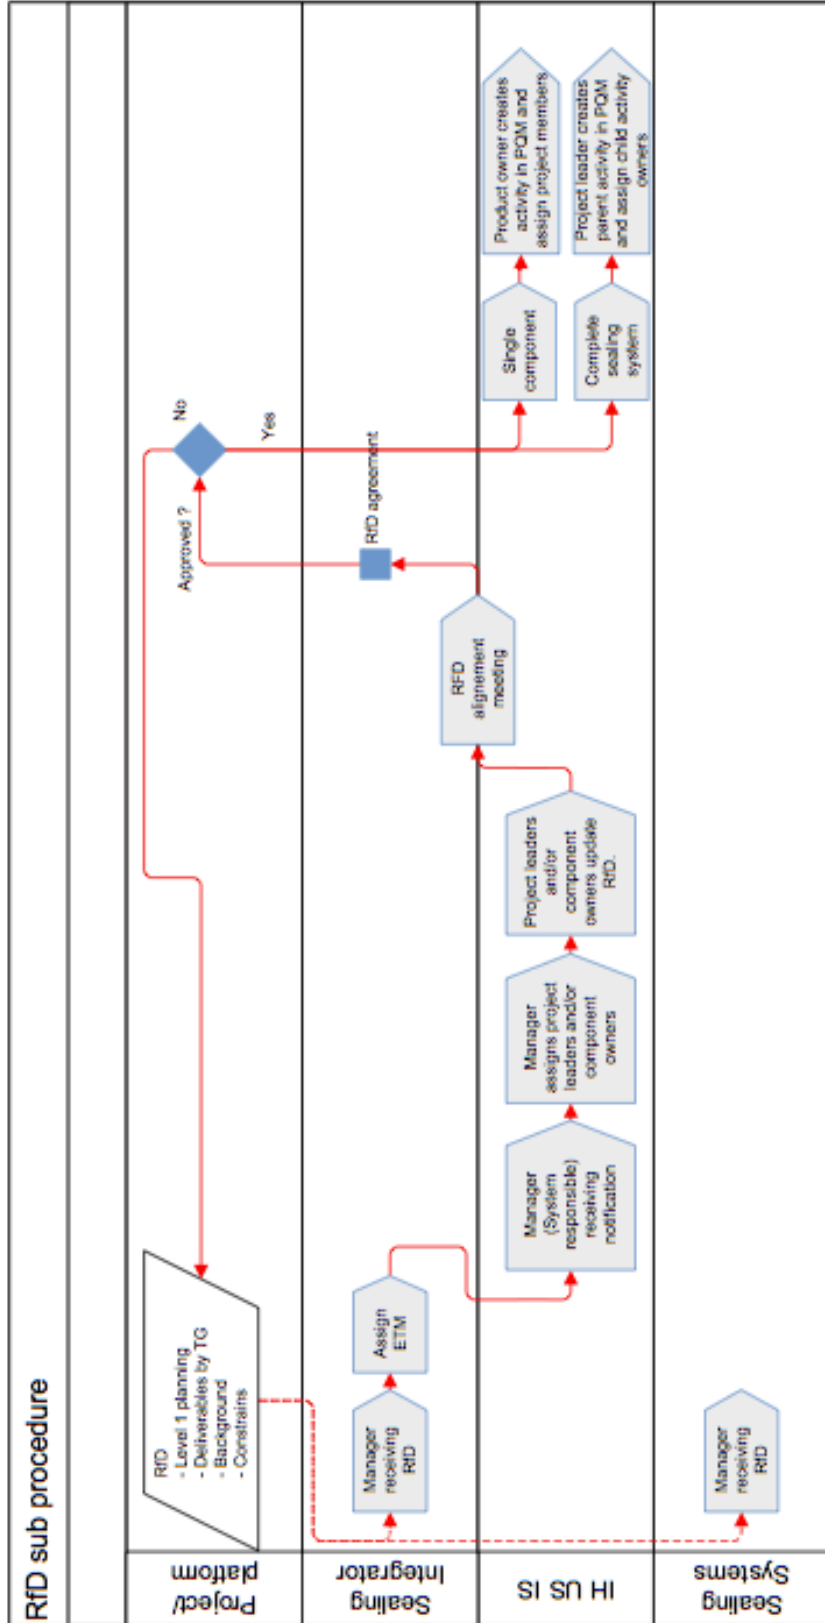 RfD sub procedure
Project/
platform
RfD
- Level 1 planning
- Deliverables by TG
- Background
- Constrains
Approved ?
No
Yes
Sealing
Integrator
Manager
receiving
RfD
Assign
ETM
RfD agreement
RFD
alignement
meeting
IH US IS
Manager
(System
responsible)
receiving
notification
Manager
assigns project
leaders and/or
component
owners
Project leaders
and/or
component
owners update
RfD.
Single
component
Product owner creates
activity in PQM and
assign project members
Complete
sealing
system
Project leader creates
parent activity in PQM
and assign child activity
owners
Sealing
Systems
Manager
receiving
RfD